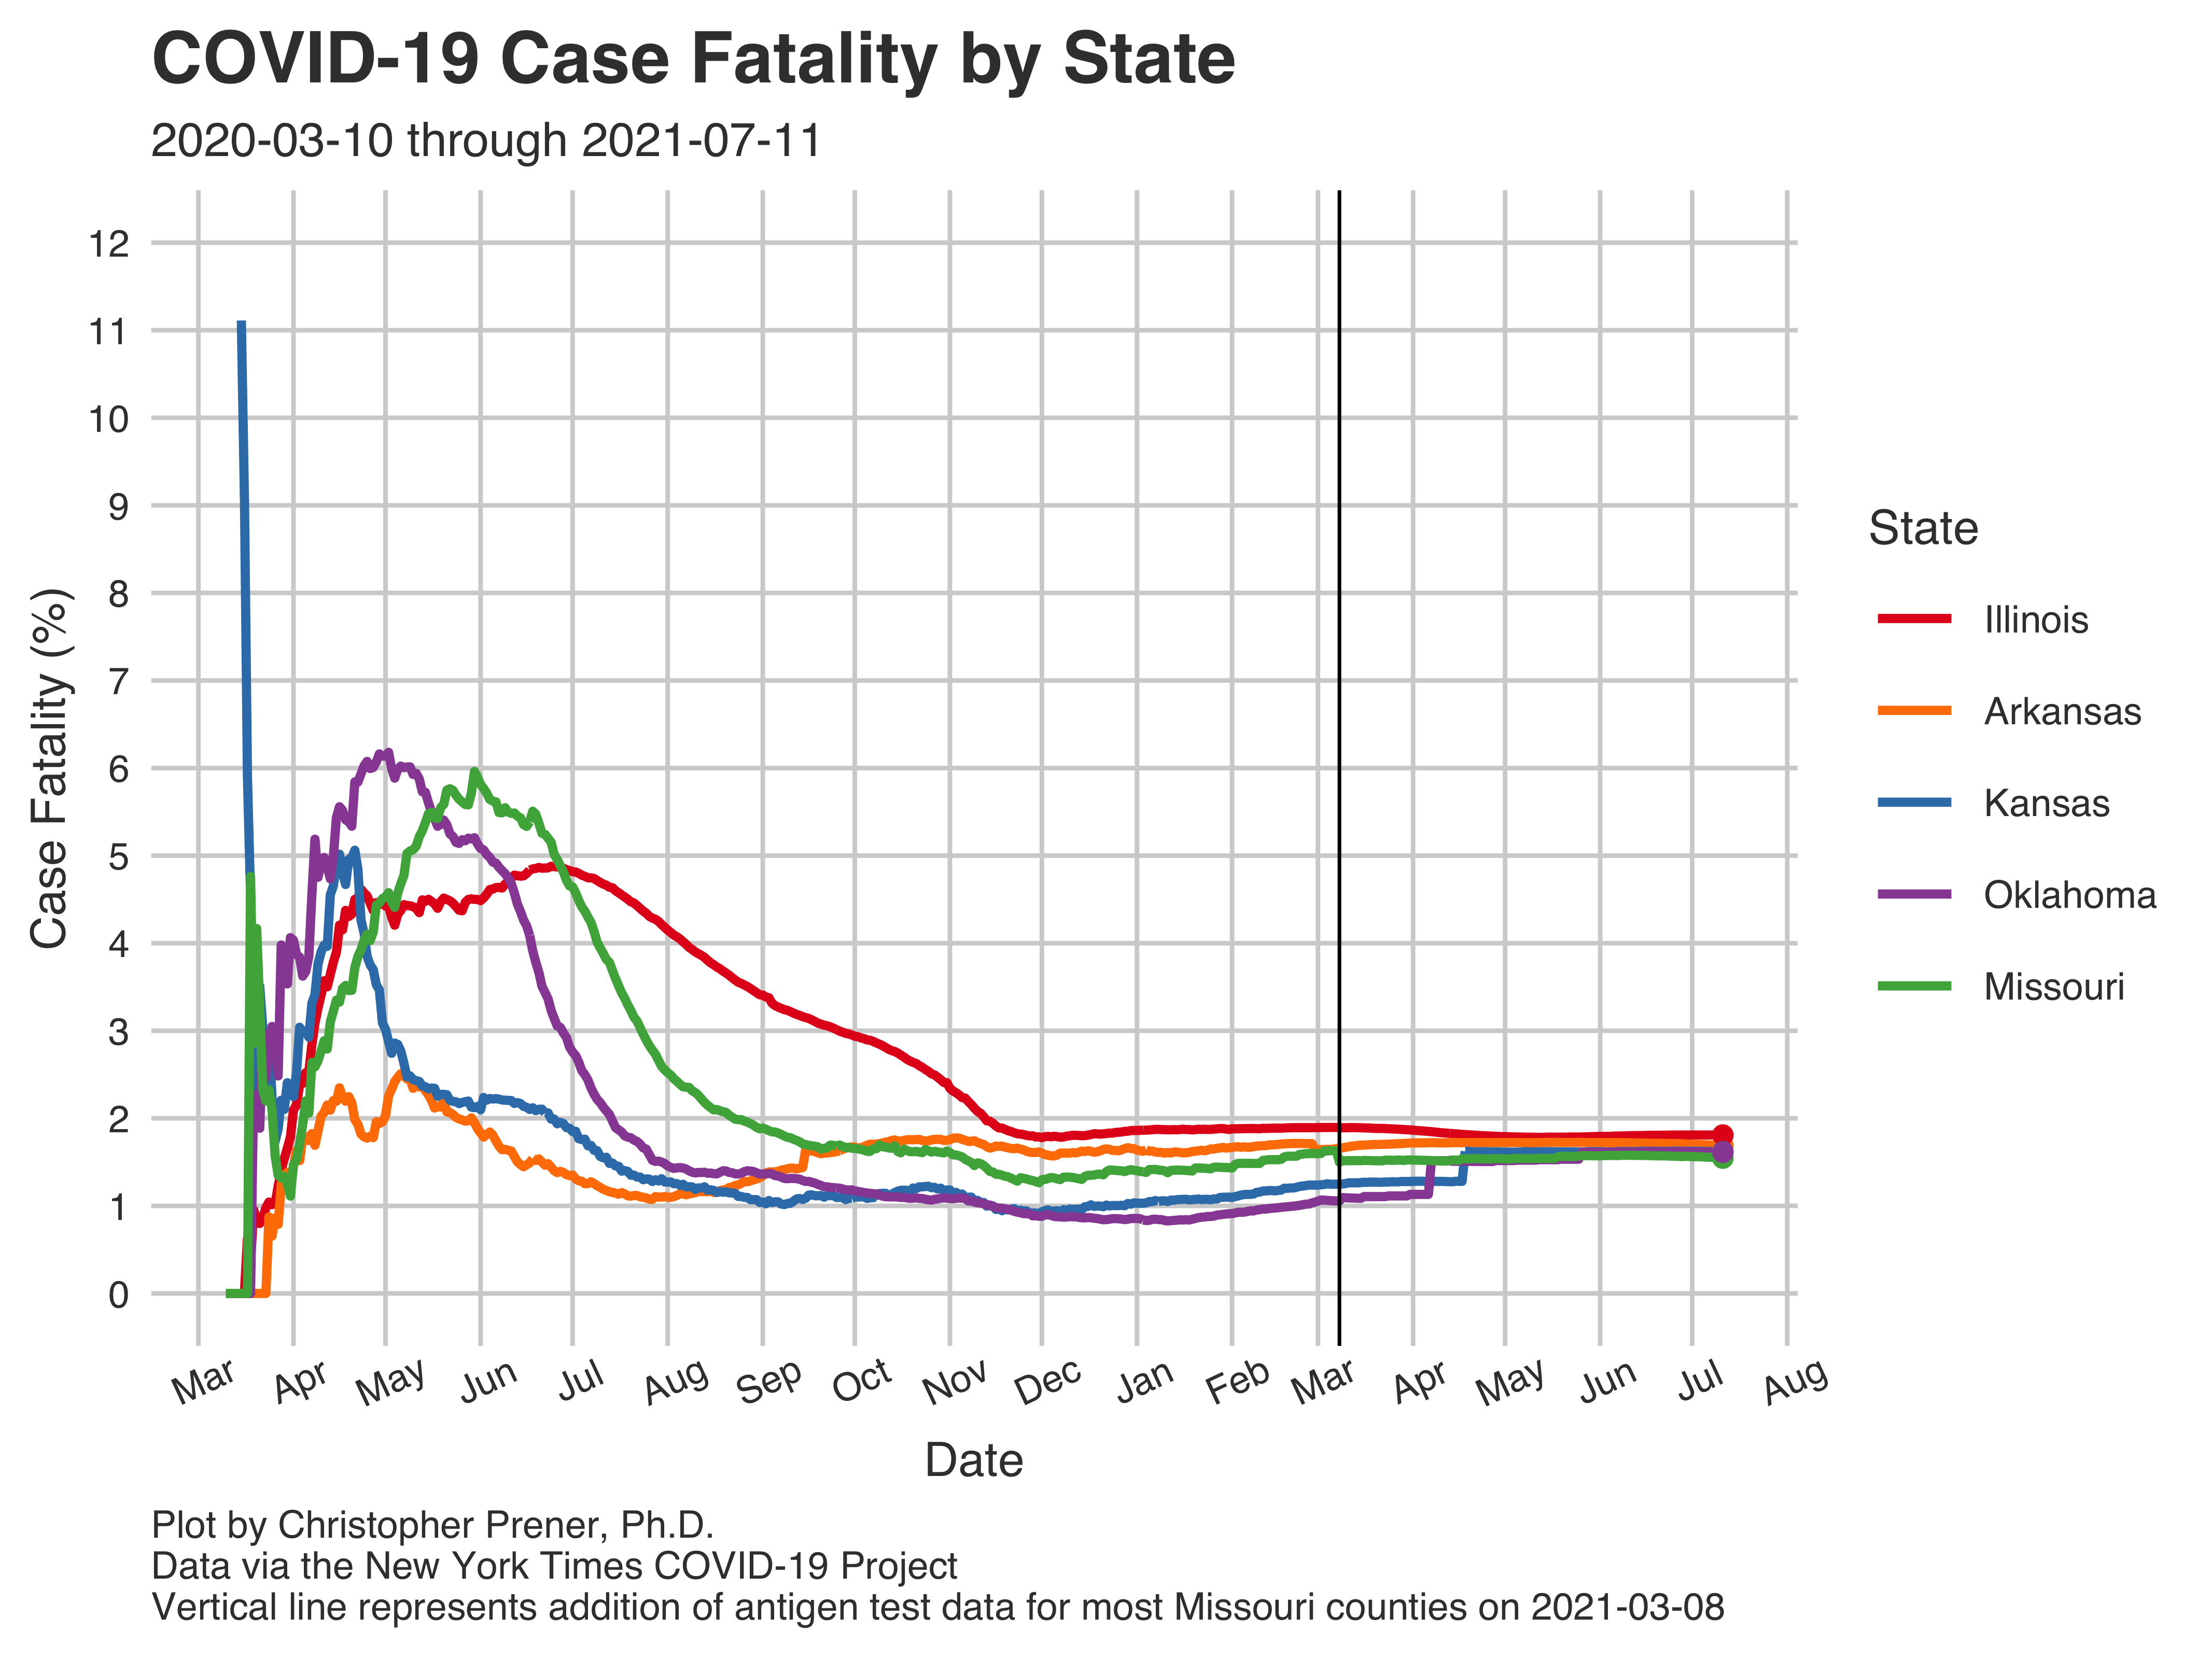 COVID-19 Case Fatality by State
2020-03-10 through 2021-07-11
Case Fatality (%)
12
11
10
9
8
7
6
5
4
3
2
1
0
Mar Apr May Jun Jul Aug Sep Oct Nov Dec Jan Feb Mar Apr May Jun Jul Aug
Date
State
Illinois
Arkansas
Kansas
Oklahoma
Missouri
Plot by Christopher Prener, Ph.D.
Data via the New York Times COVID-19 Project
Vertical line represents addition of antigen test data for most Missouri counties on 2021-03-08